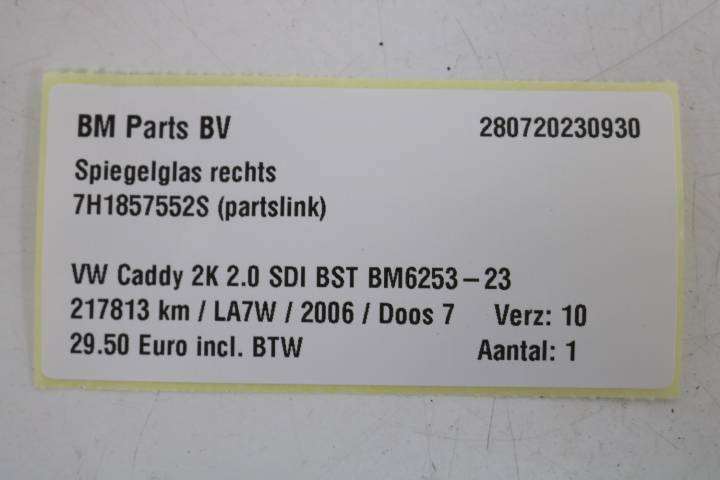 BM Parts BV 280720230930
Spiegelglas rechts
7H1857552S (partslink)
VW Caddy 2K 2.0 SDI BST BM6253-23
217813 km / LA7W / 2006 / Doos 7 Verz: 10
29.50 Euro incl. BTW Aantal: 1